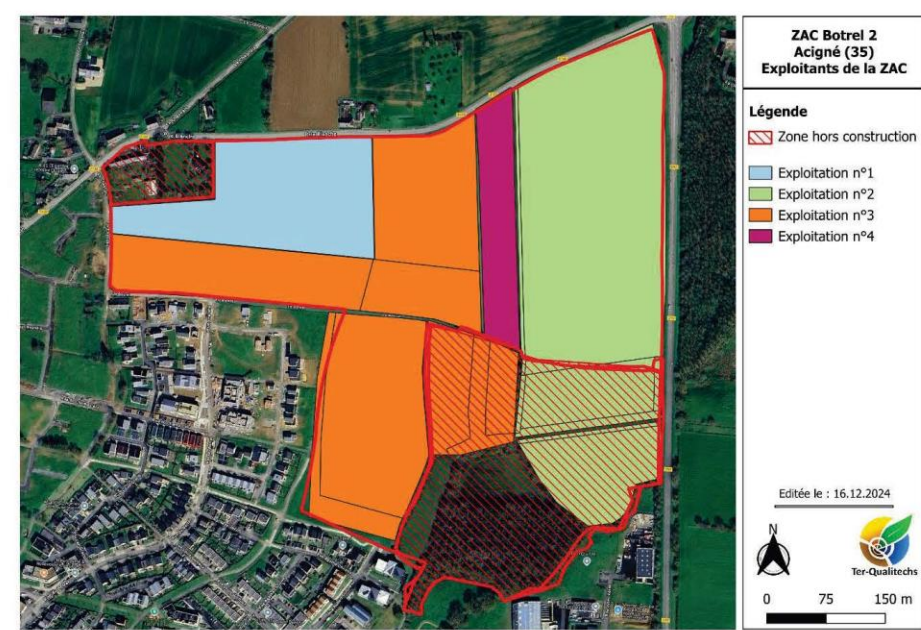 ZAC Botrel 2
Acigné (35)
Exploitants de la ZAC
Légende
Zone hors construction
Exploitation n°1
Exploitation n°2
Exploitation n°3
Exploitation n°4
Editée le : 16.12.2024
N
Ter-Qualitechs
0 75 150 m